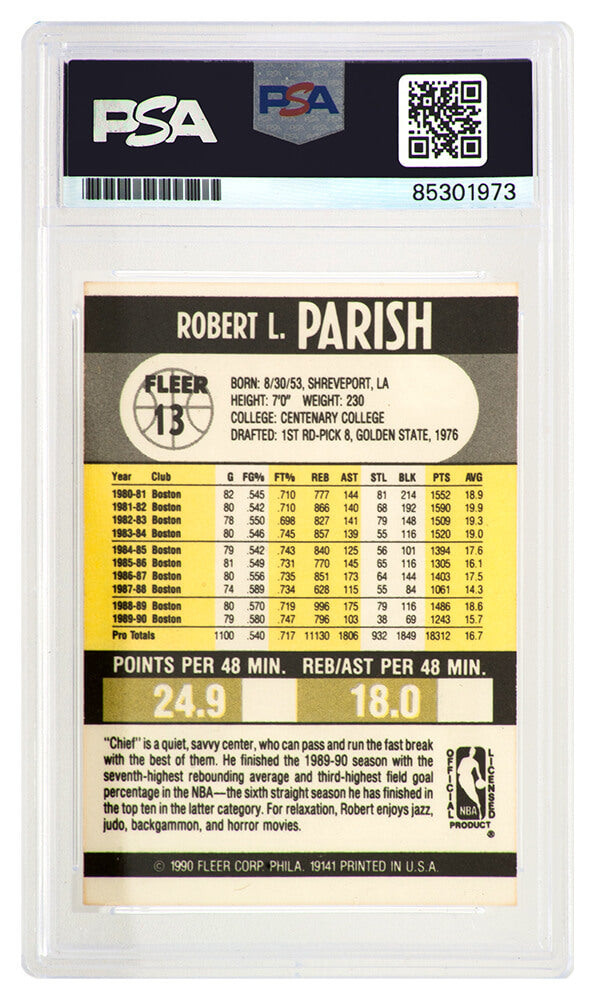 PSA
PSA
85301973
ROBERT L. PARISH
FLEER
13
BORN: 8/30/53, SHREVEPORT, LA
HEIGHT: 7'0" WEIGHT: 230
COLLEGE: CENTENARY COLLEGE
DRAFTED: 1ST RD-PICK 8, GOLDEN STATE, 1976
Year Club G FG% FT% REB AST STL BLK PTS AVG
1980-81 Boston 82 .545 .710 777 144 81 214 1552 18.9
1981-82 Boston 80 .542 .710 866 140 68 192 1590 19.9
1982-83 Boston 78 .550 .698 827 141 79 148 1509 19.3
1983-84 Boston 80 .546 .745 857 139 55 116 1520 19.0
1984-85 Boston 79 .542 .743 840 125 56 101 1394 17.6
1985-86 Boston 81 .549 .731 770 145 65 116 1305 16.1
1986-87 Boston 80 .556 .735 851 173 64 144 1403 17.5
1987-88 Boston 74 .589 .734 628 115 55 84 1061 14.3
1988-89 Boston 80 .570 .719 996 175 79 116 1486 18.6
1989-90 Boston 79 .580 .747 796 103 38 69 1243 15.7
Pro Totals 1100 .540 .717 11130 1806 932 1849 18312 16.7
POINTS PER 48 MIN. REB/AST PER 48 MIN.
24.9 18.0
"Chief" is a quiet, savvy center, who can pass and run the fast break
with the best of them. He finished the 1989-90 season with the
seventh-highest rebounding average and third-highest field goal
percentage in the NBA—the sixth straight season he has finished in
the top ten in the latter category. For relaxation, Robert enjoys jazz,
judo, backgammon, and horror movies.
OFFICIAL
LICENSED
NBA
PRODUCT
®
© 1990 FLEER CORP. PHILA. 19141 PRINTED IN U.S.A.